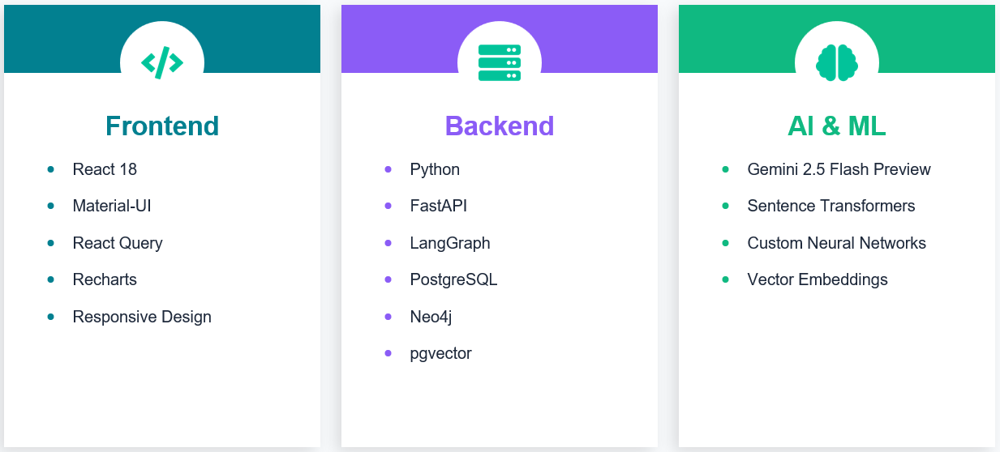 Frontend
React 18
Material-UI
React Query
Recharts
Responsive Design
Backend
Python
FastAPI
LangGraph
PostgreSQL
Neo4j
pgvector
AI & ML
Gemini 2.5 Flash Preview
Sentence Transformers
Custom Neural Networks
Vector Embeddings